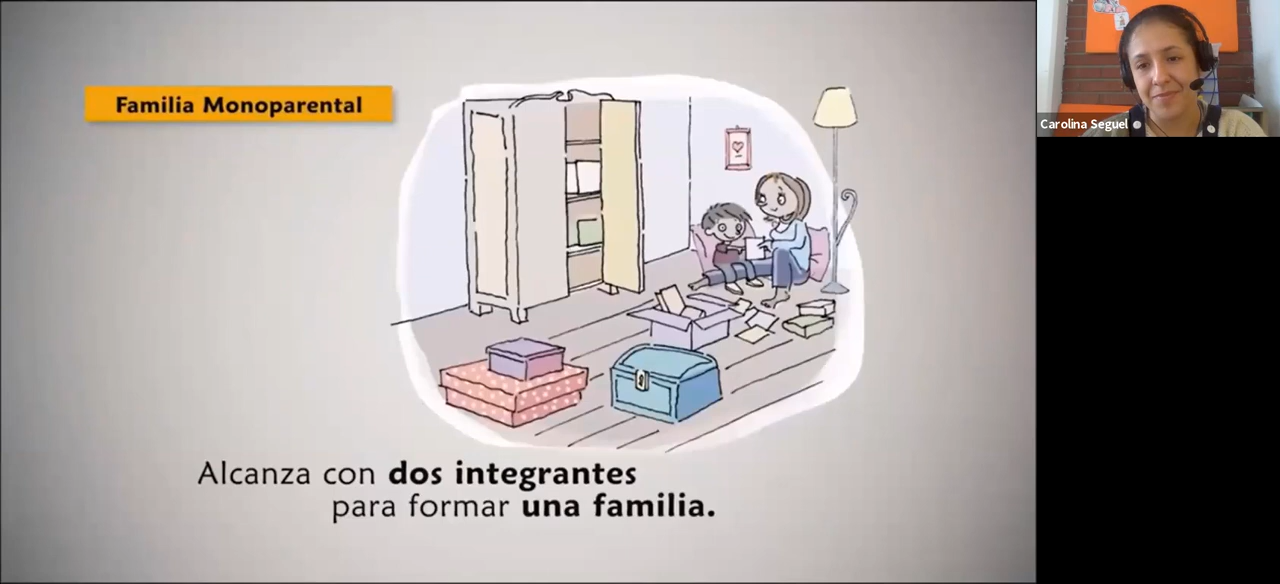 Familia Monoparental
Alcanza con dos integrantes
para formar una familia.
Carolina Seguel